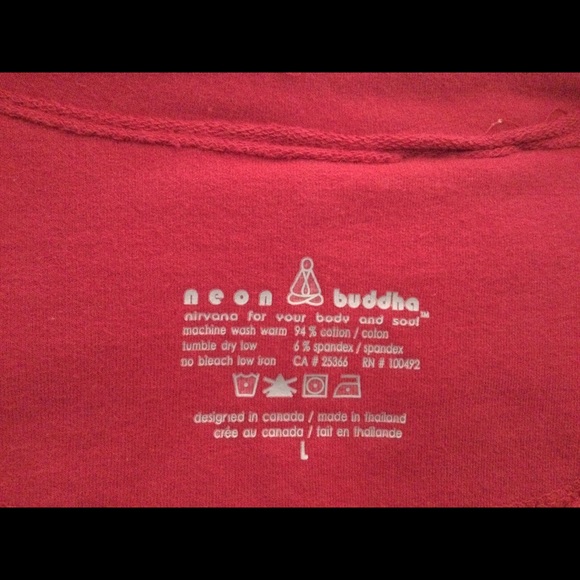 neon buddha
nirvana for your body and soul™
machine wash warm 94% cotton / coton
tumble dry low 6% spandex / spandex
no bleach low iron CA # 25366 RN # 100492
designed in canada / made in thailand
crée au canada / fait en thailande
L